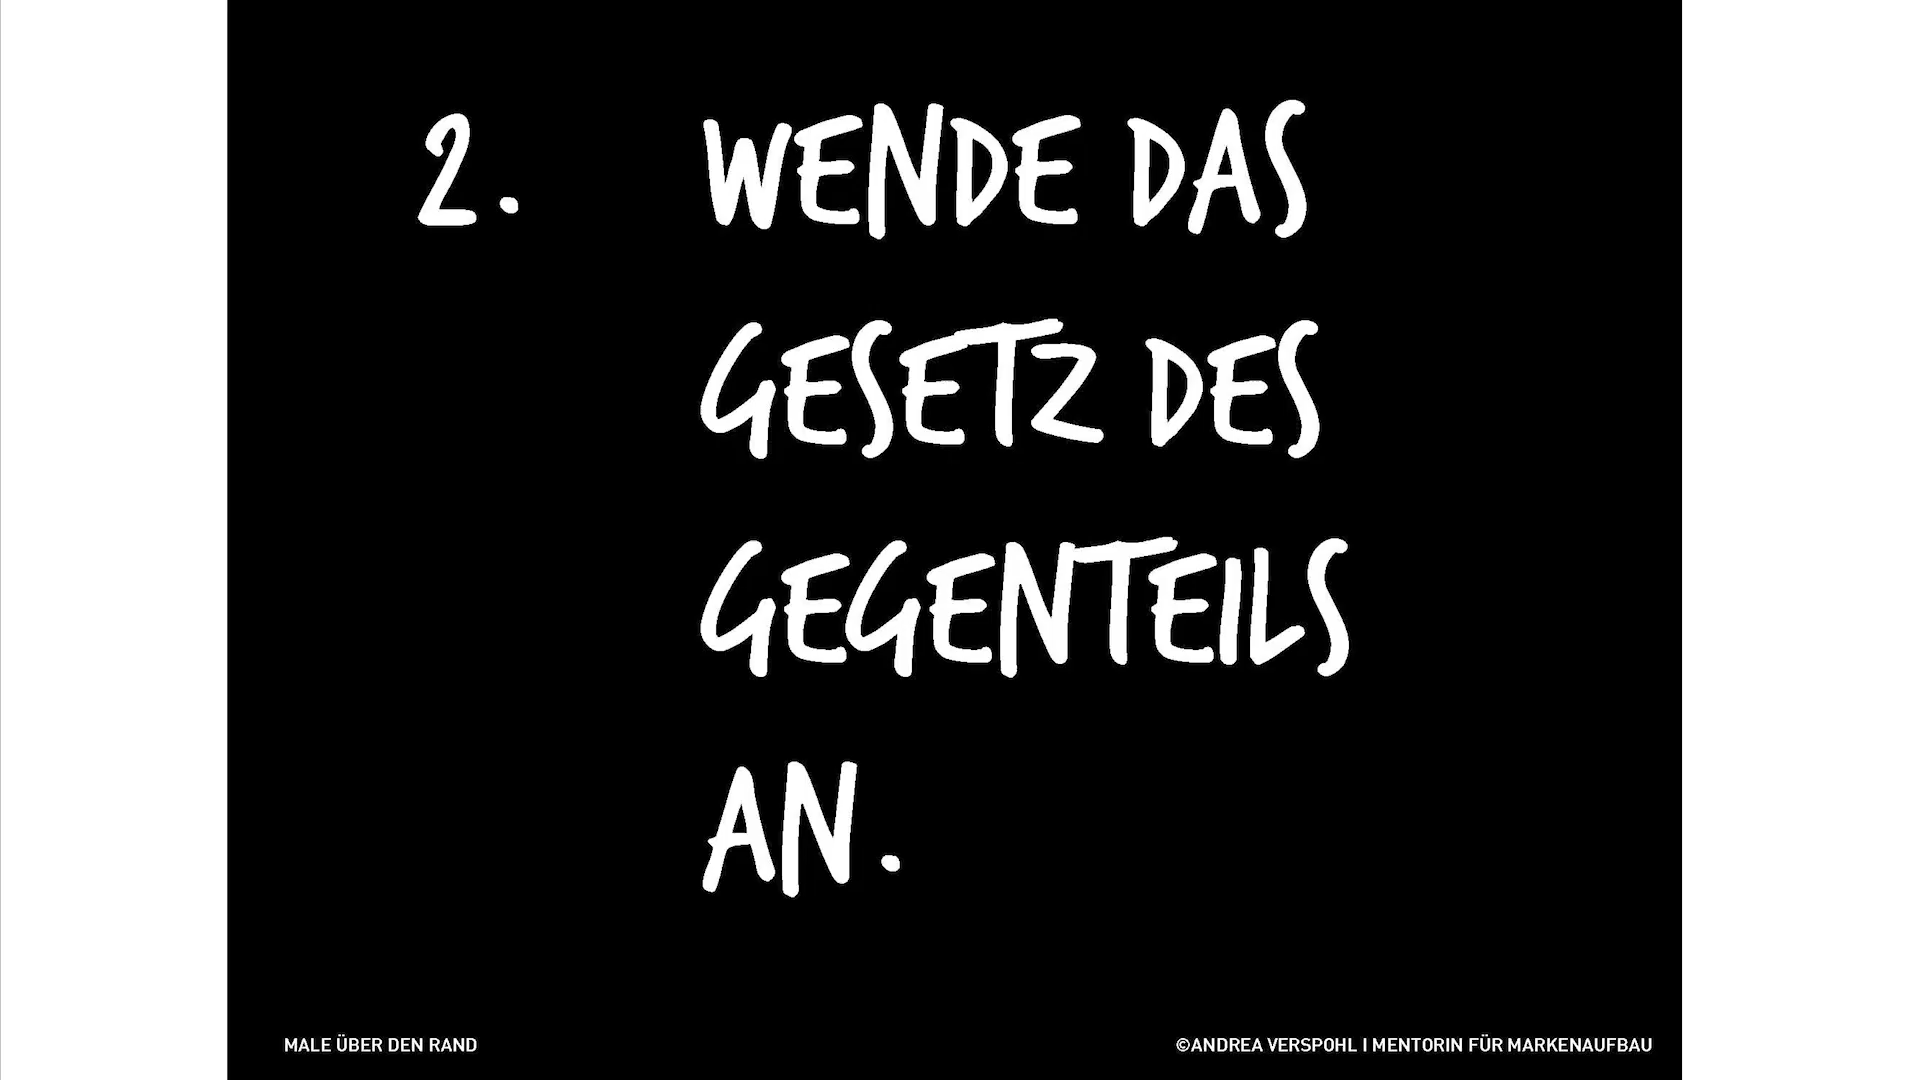 2. WENDE DAS
GESETZ DES
GEGENTEILS
AN.
MALE ÜBER DEN RAND
©ANDREA VERSPOHL I MENTORIN FÜR MARKENAUFBAU